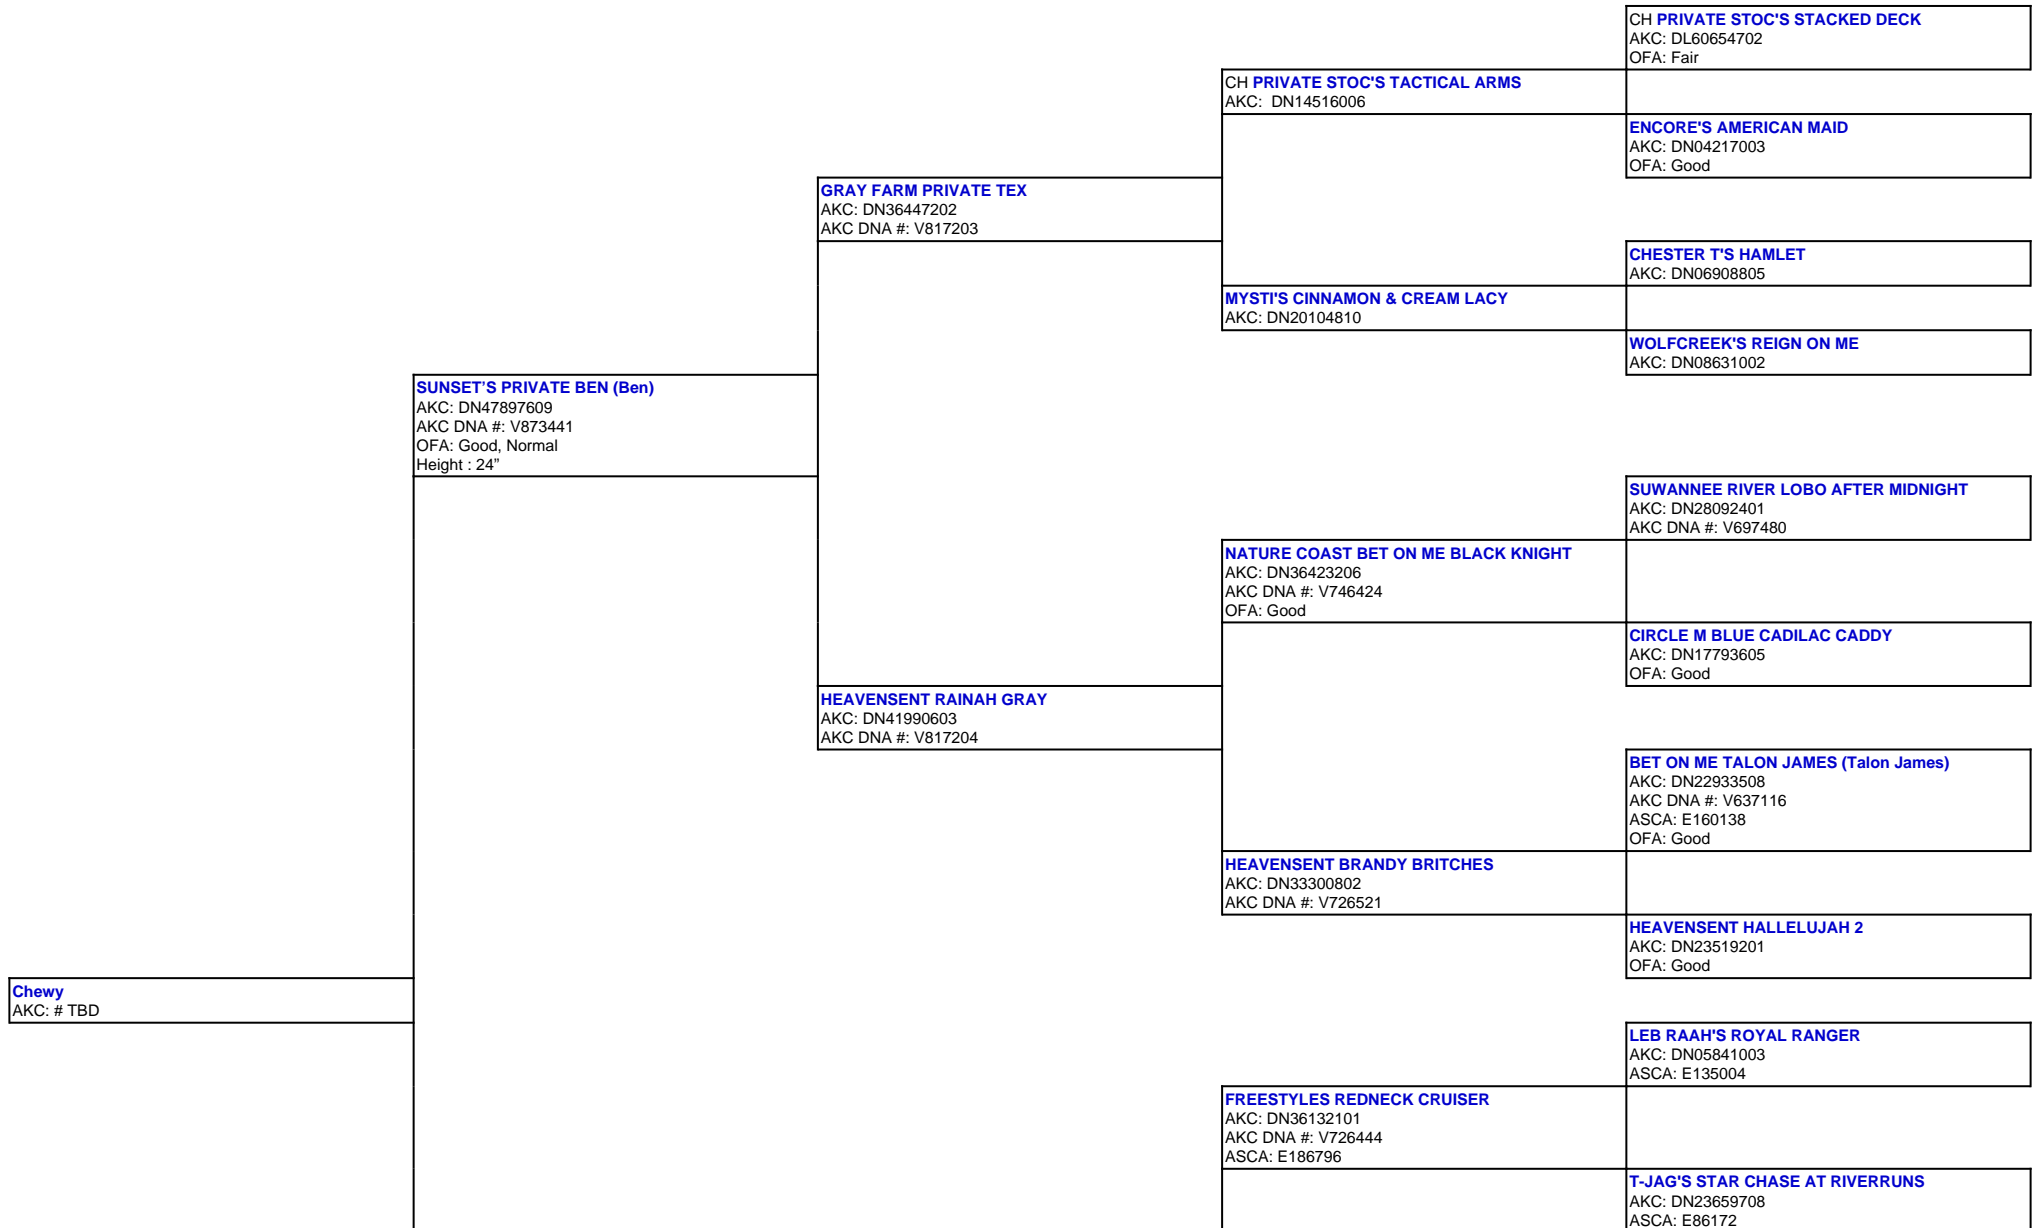 CH PRIVATE STOC'S STACKED DECK
AKC: DL60654702
OFA: Fair
CH PRIVATE STOC'S TACTICAL ARMS
AKC:  DN14516006
ENCORE'S AMERICAN MAID
AKC: DN04217003
OFA: Good
GRAY FARM PRIVATE TEX
AKC: DN36447202
AKC DNA #: V817203
CHESTER T'S HAMLET
AKC: DN06908805
MYSTI'S CINNAMON & CREAM LACY
AKC: DN20104810
WOLFCREEK'S REIGN ON ME
AKC: DN08631002
SUNSET’S PRIVATE BEN (Ben)
AKC: DN47897609
AKC DNA #: V873441
OFA: Good, Normal
Height : 24”
SUWANNEE RIVER LOBO AFTER MIDNIGHT
AKC: DN28092401
AKC DNA #: V697480
NATURE COAST BET ON ME BLACK KNIGHT
AKC: DN36423206
AKC DNA #: V746424
OFA: Good
CIRCLE M BLUE CADILAC CADDY
AKC: DN17793605
OFA: Good
HEAVENSENT RAINAH GRAY
AKC: DN41990603
AKC DNA #: V817204
BET ON ME TALON JAMES (Talon James)
AKC: DN22933508
AKC DNA #: V637116
ASCA: E160138
OFA: Good
HEAVENSENT BRANDY BRITCHES
AKC: DN33300802
AKC DNA #: V726521
HEAVENSENT HALLELUJAH 2
AKC: DN23519201
OFA: Good
Chewy
AKC: # TBD
LEB RAAH'S ROYAL RANGER
AKC: DN05841003
ASCA: E135004
FREESTYLES REDNECK CRUISER
AKC: DN36132101
AKC DNA #: V726444
ASCA: E186796
T-JAG'S STAR CHASE AT RIVERRUNS
AKC: DN23659708
ASCA: E86172